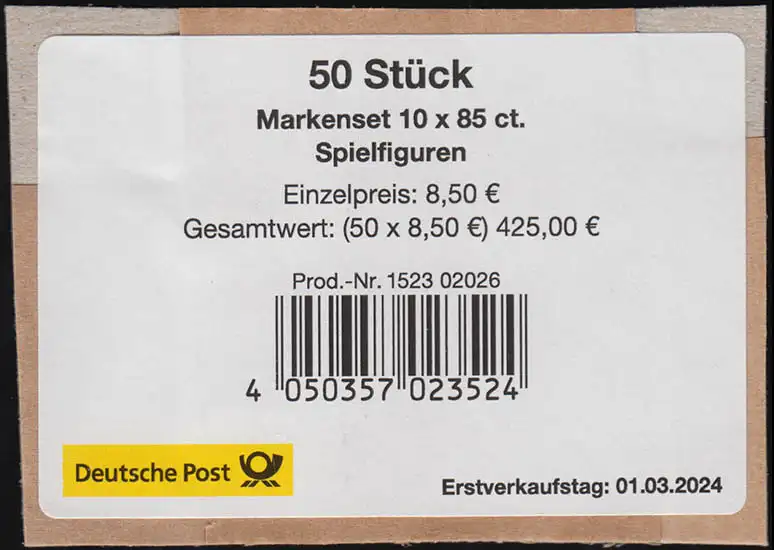 50 Stück
Markenset 10 x 85 ct.
Spielfiguren
Einzelpreis: 8,50 €
Gesamtwert: (50 x 8,50 €) 425,00 €
Prod.-Nr. 1523 02026
4 050357 023524
Deutsche Post
Erstverkaufstag: 01.03.2024